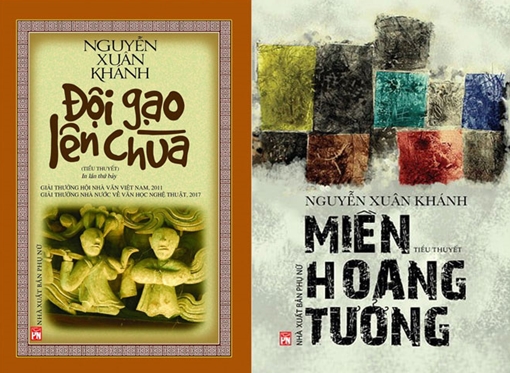 NGUYỄN
XUÂN
KHÁNH
Đội gạo
lên chùa
(TIỂU THUYẾT)
In lần thứ bảy
GIẢI THƯỞNG HỘI NHÀ VĂN VIỆT NAM, 2011
GIẢI THƯỞNG NHÀ NƯỚC VỀ VĂN HỌC NGHỆ THUẬT, 2017
NHÀ XUẤT BẢN PHỤ NỮ
PN
NGUYỄN XUÂN KHÁNH
MIỀN
TIỂU THUYẾT
HOANG
TƯỞNG
NHÀ XUẤT BẢN PHỤ NỮ
PN